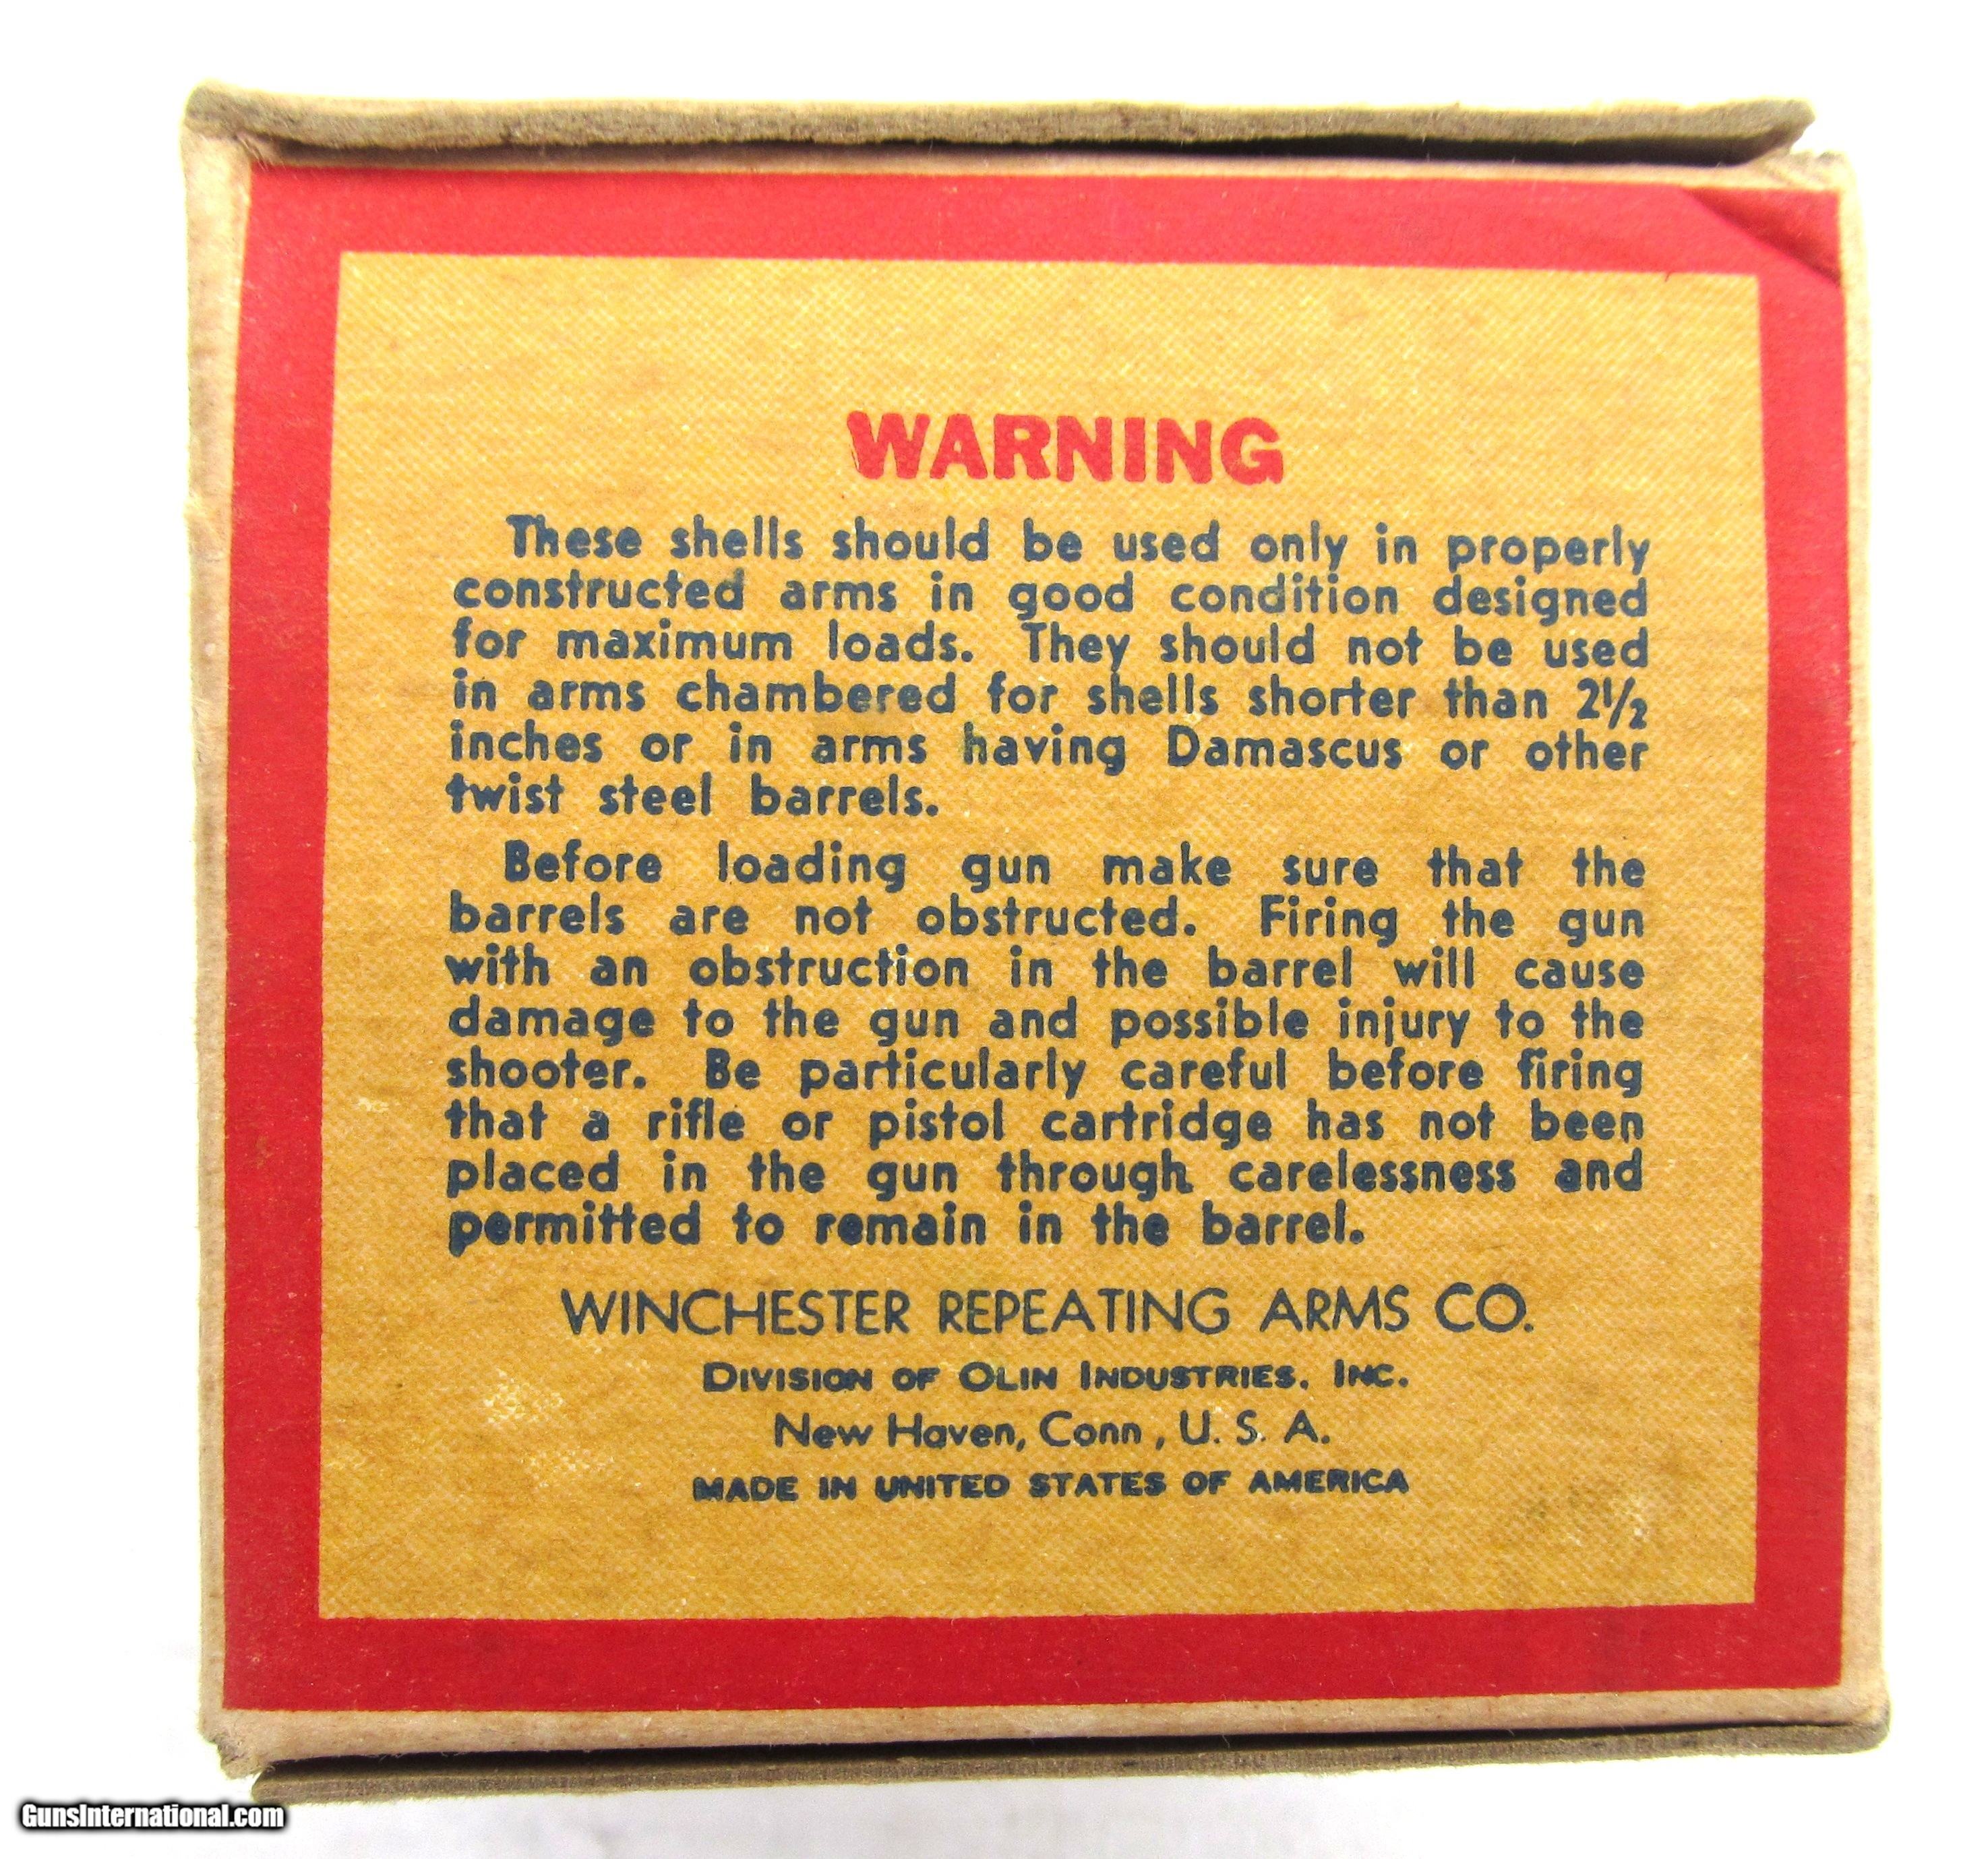 WARNING
These shells should be used only in properly
constructed arms in good condition designed
for maximum loads. They should not be used
in arms chambered for shells shorter than 2½
inches or in arms having Damascus or other
twist steel barrels.
Before loading gun make sure that the
barrels are not obstructed. Firing the gun
with an obstruction in the barrel will cause
damage to the gun and possible injury to the
shooter. Be particularly careful before firing
that a rifle or pistol cartridge has not been
placed in the gun through carelessness and
permitted to remain in the barrel.
WINCHESTER REPEATING ARMS CO.
DIVISION OF OLIN INDUSTRIES, INC.
New Haven, Conn., U. S. A.
MADE IN UNITED STATES OF AMERICA
GunsInternational.com